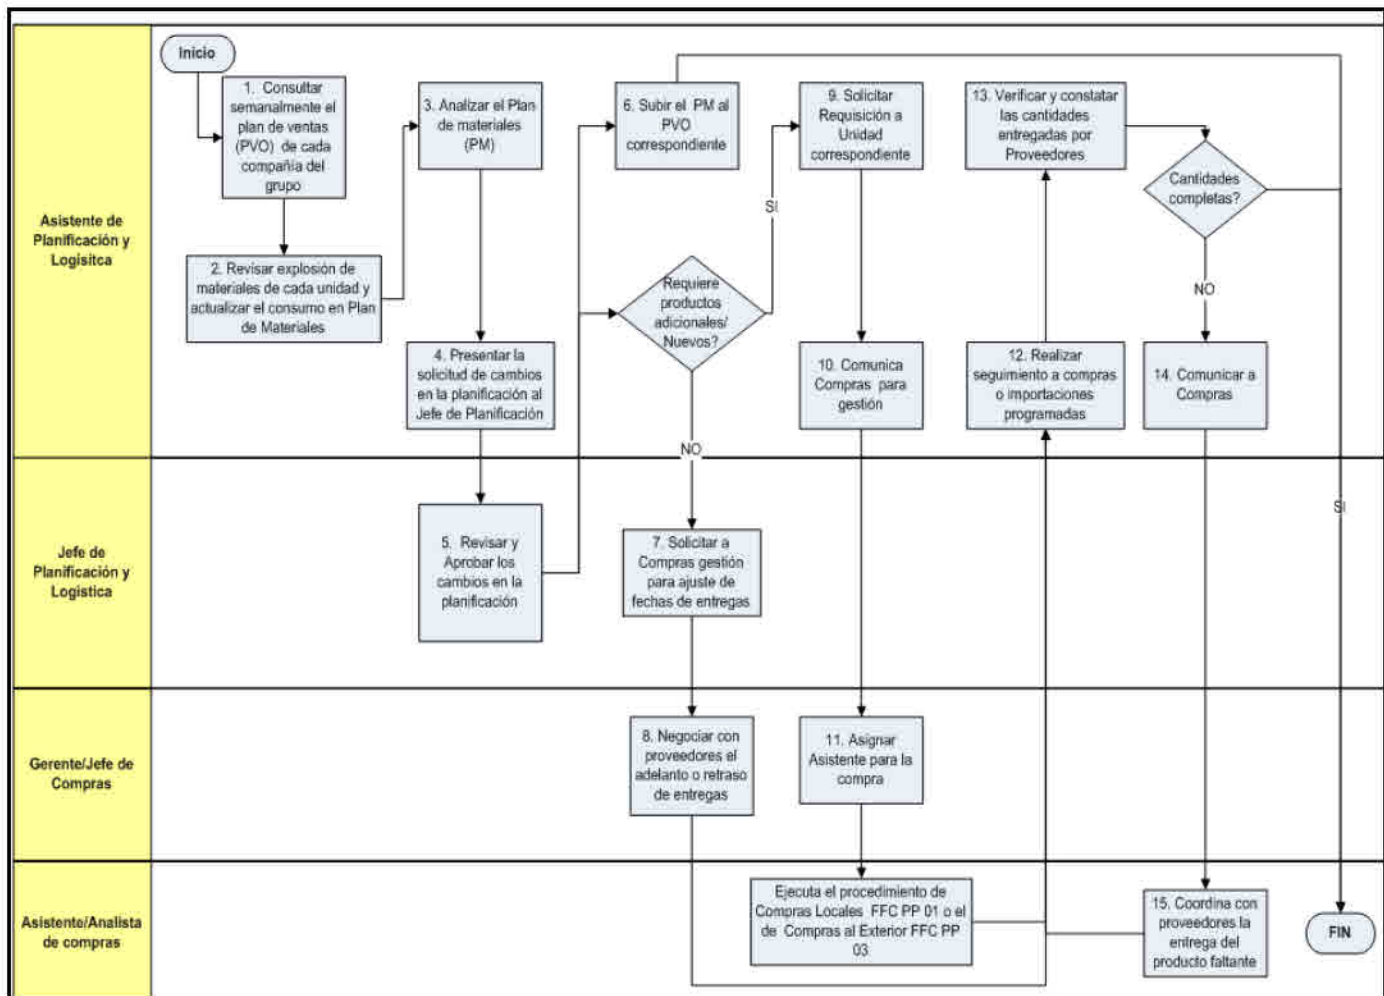 Inicio
1. Consultar
semanalmente el
plan de ventas
(PVO) de cada
compañía del
grupo
3. Analizar el Plan
de materiales
(PM)
6. Subir el PM al
PVO
correspondiente
9. Solicitar
Requisición a
Unidad
correspondiente
13. Verificar y constatar
las cantidades
entregadas por
Proveedores
Cantidades
completas?
SI
Asistente de
Planificación y
Logísitca
2. Revisar explosión de
materiales de cada unidad y
actualizar el consumo en Plan
de Materiales
Requiere
productos
adicionales/
Nuevos?
NO
4. Presentar la
solicitud de cambios
en la planificación al
Jefe de Planificación
10. Comunica
Compras para
gestión
12. Realizar
seguimiento a compras
o importaciones
programadas
14. Comunicar a
Compras
NO
SI
Jefe de
Planificación y
Logística
5. Revisar y
Aprobar los
cambios en la
planificación
7. Solicitar a
Compras gestión
para ajuste de
fechas de entregas
Gerente/Jefe de
Compras
8. Negociar con
proveedores el
adelanto o retraso
de entregas
11. Asignar
Asistente para la
compra
Asistente/Analista
de compras
Ejecuta el procedimiento de
Compras Locales FFC PP 01 o el
de Compras al Exterior FFC PP
03
15. Coordina con
proveedores la
entrega del
producto faltante
FIN